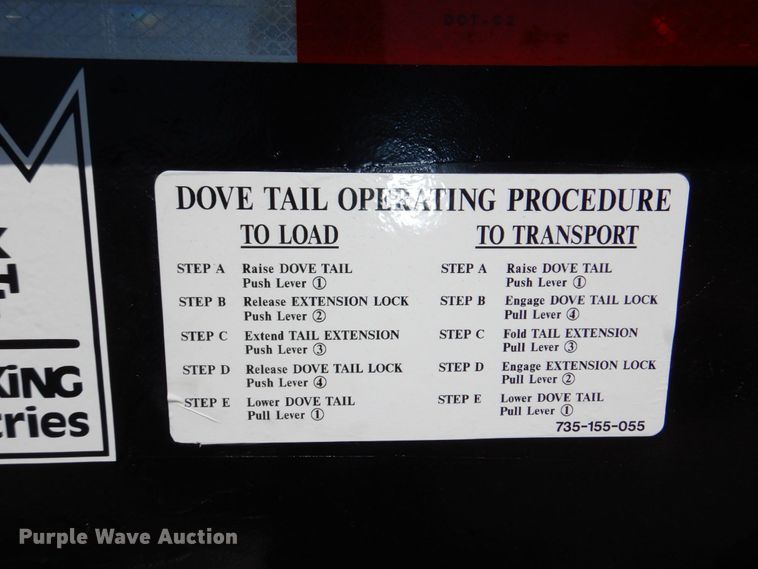 DOT-C2
DOVE TAIL OPERATING PROCEDURE
TO LOAD
STEP A Raise DOVE TAIL
Push Lever ①
STEP B Release EXTENSION LOCK
Push Lever ②
STEP C Extend TAIL EXTENSION
Push Lever ③
STEP D Release DOVE TAIL LOCK
Push Lever ④
STEP E Lower DOVE TAIL
Pull Lever ①
TO TRANSPORT
STEP A Raise DOVE TAIL
Push Lever ①
STEP B Engage DOVE TAIL LOCK
Pull Lever ④
STEP C Fold TAIL EXTENSION
Pull Lever ③
STEP D Engage EXTENSION LOCK
Pull Lever ②
STEP E Lower DOVE TAIL
Pull Lever ①
735-155-055
Purple Wave Auction